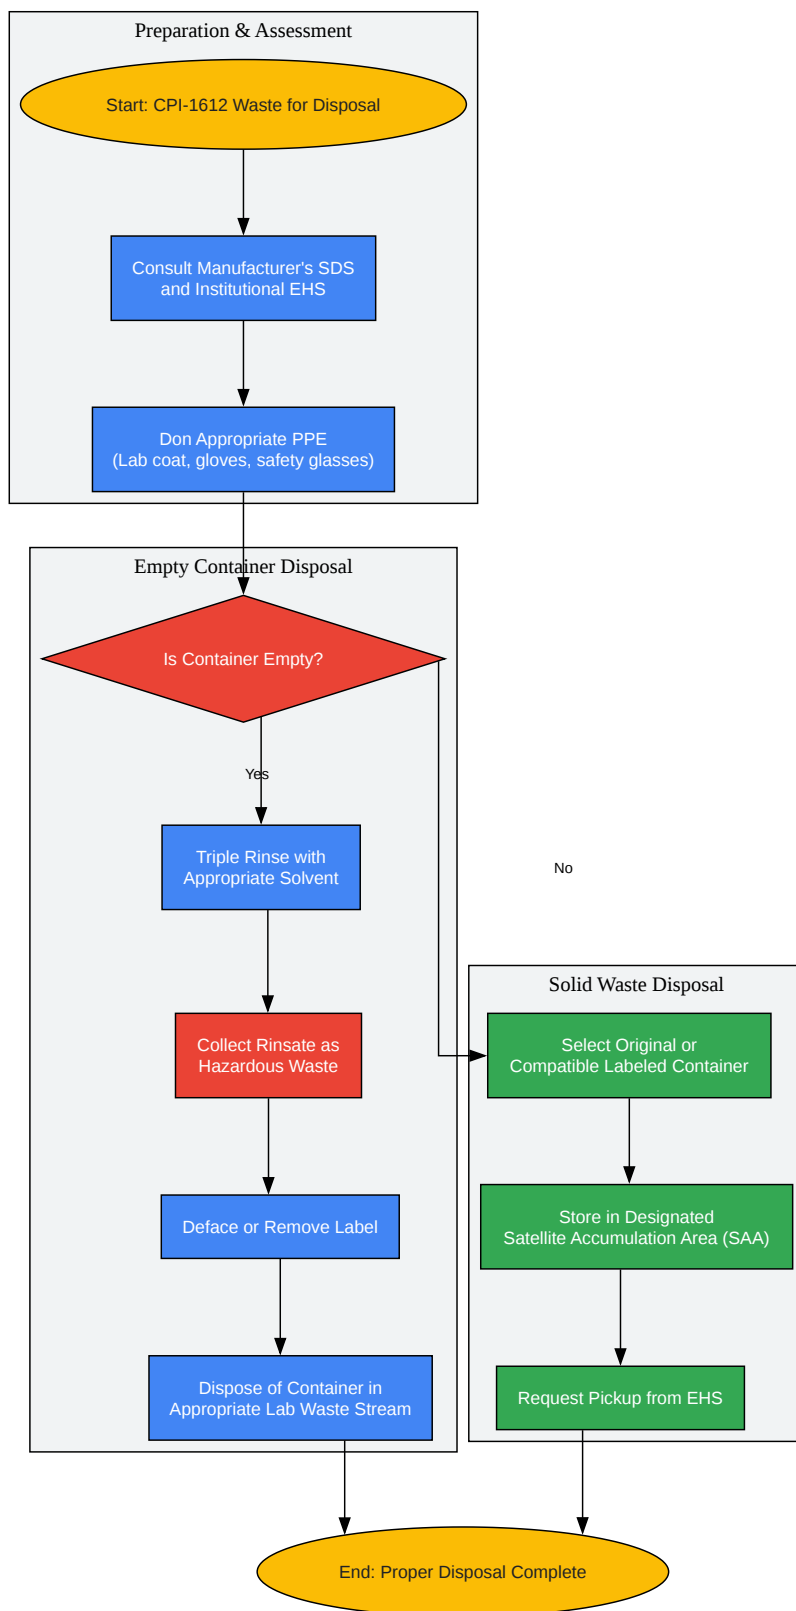 Preparation & Assessment
Start: CPI-1612 Waste for Disposal
Consult Manufacturer's SDS
and Institutional EHS
Don Appropriate PPE
(Lab coat, gloves, safety glasses)
Empty Container Disposal
Is Container Empty?
Yes
Triple Rinse with
Appropriate Solvent
No
Collect Rinsate as
Hazardous Waste
Deface or Remove Label
Dispose of Container in
Appropriate Lab Waste Stream
Solid Waste Disposal
Select Original or
Compatible Labeled Container
Store in Designated
Satellite Accumulation Area (SAA)
Request Pickup from EHS
End: Proper Disposal Complete